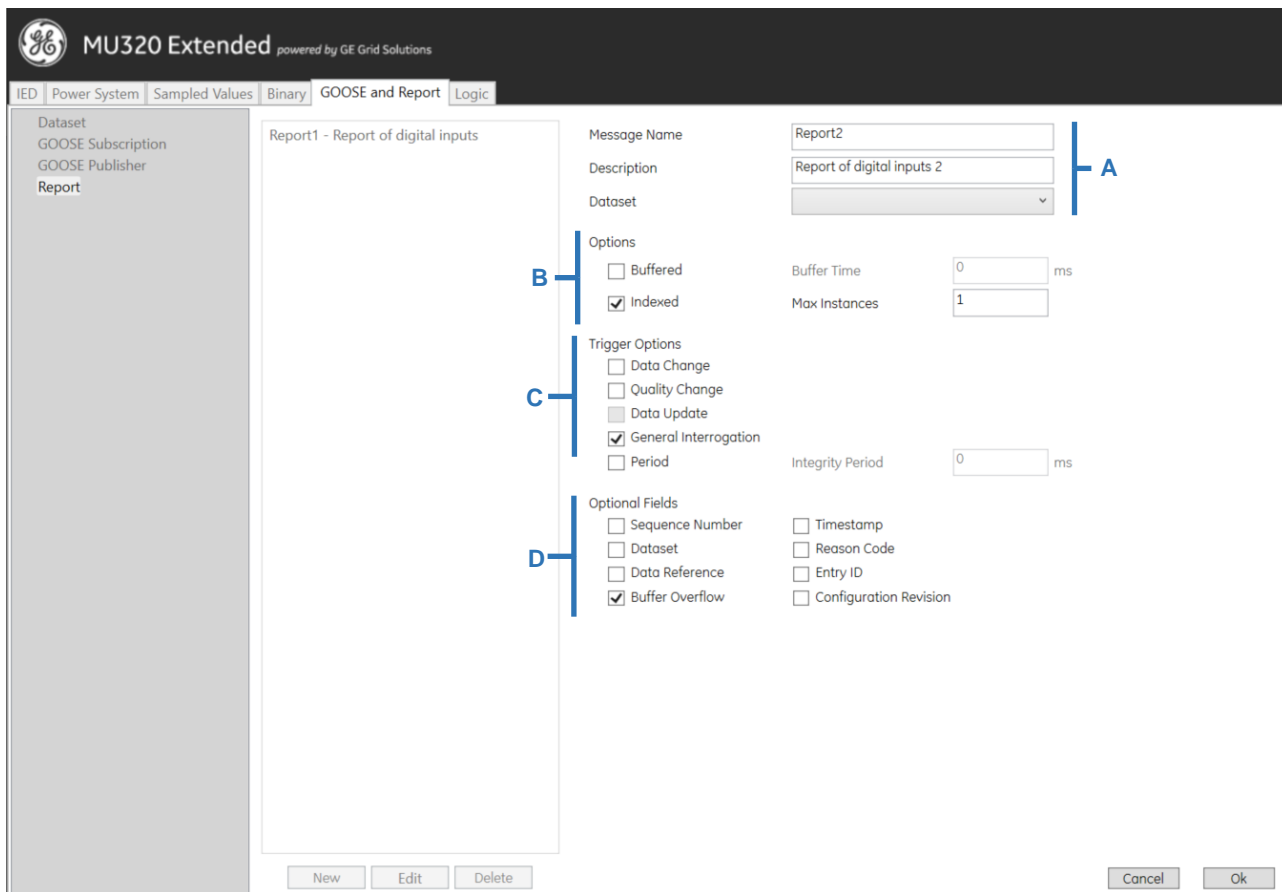 MU320 Extended powered by GE Grid Solutions
IED Power System Sampled Values Binary GOOSE and Report Logic
Dataset
GOOSE Subscription
GOOSE Publisher
Report
Report1 - Report of digital inputs
Message Name Report2
Description Report of digital inputs 2
Dataset
A
Options
Buffered Buffer Time 0 ms
B
Indexed Max Instances 1
Trigger Options
Data Change
Quality Change
C
Data Update
General Interrogation
Period Integrity Period 0 ms
Optional Fields
Sequence Number Timestamp
Dataset Reason Code
D
Data Reference Entry ID
Buffer Overflow Configuration Revision
New Edit Delete
Cancel Ok